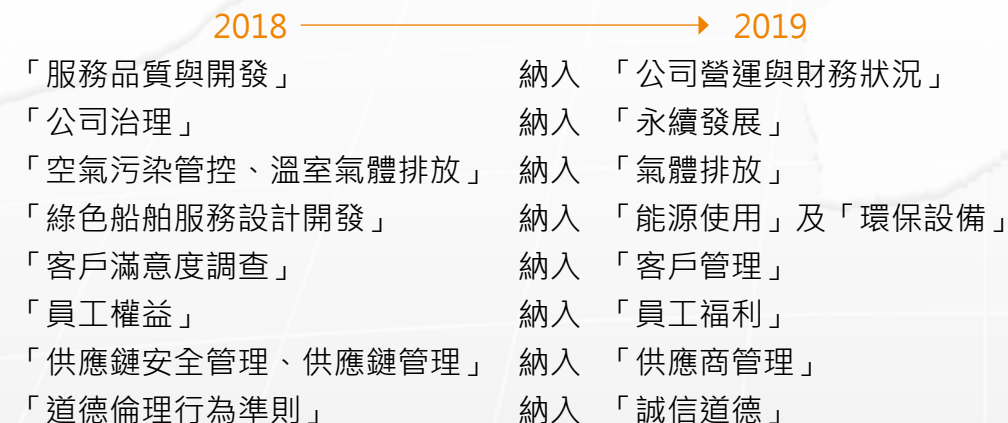 2018 2019
「服務品質與開發」 納入 「公司營運與財務狀況」
「公司治理」 納入 「永續發展」
「空氣污染管控、溫室氣體排放」 納入 「氣體排放」
「綠色船舶服務設計開發」 納入 「能源使用」及「環保設備」
「客戶滿意度調查」 納入 「客戶管理」
「員工權益」 納入 「員工福利」
「供應鏈安全管理、供應鏈管理」 納入 「供應商管理」
「道德倫理行為準則」 納入 「誠信道德」